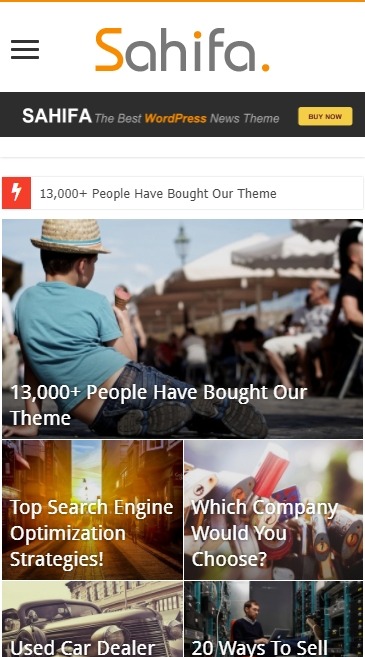 Sahifa.
SAHIFA The Best WordPress News Theme
BUY NOW
13,000+ People Have Bought Our Theme
13,000+ People Have Bought Our
Theme
Top Search Engine
Optimization
Strategies!
Which Company
Would You
Choose?
Used Car Dealer
20 Ways To Sell